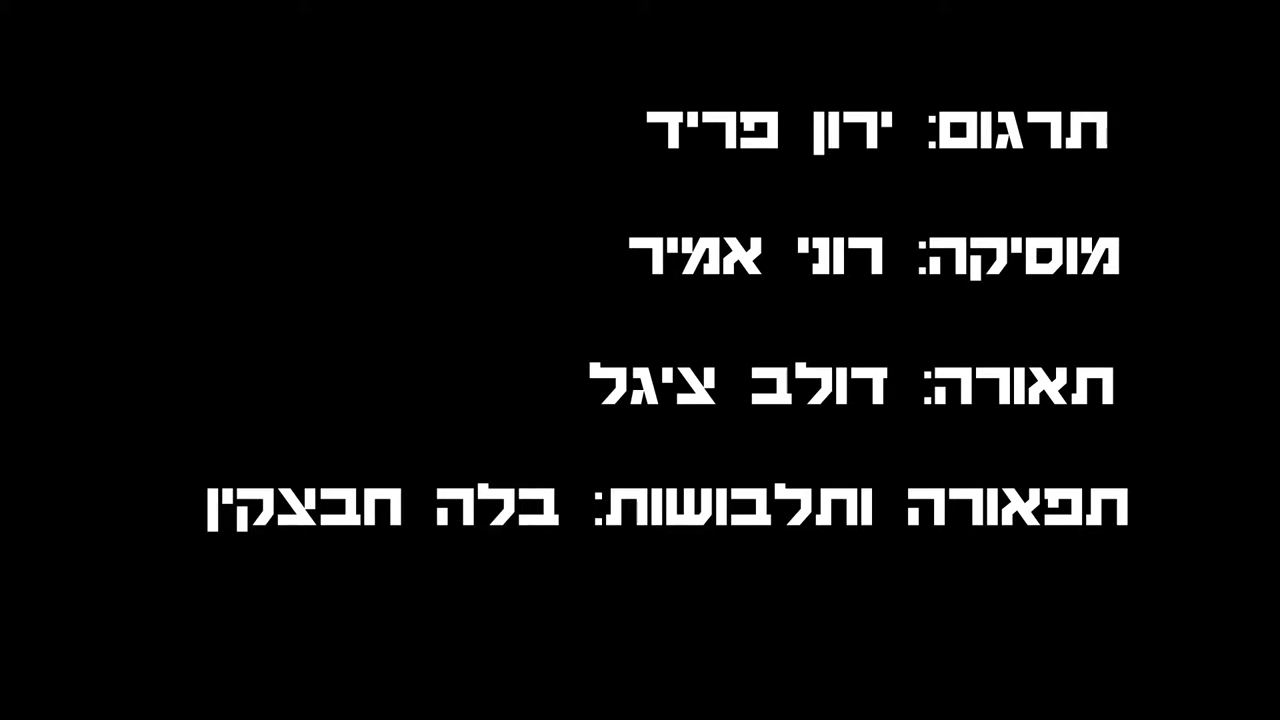 תרגום: ירון פריד
מוסיקה: רוני אמיר
תאורה: דולב ציגל
תפאורה ותלבושות: בלה חבצקין